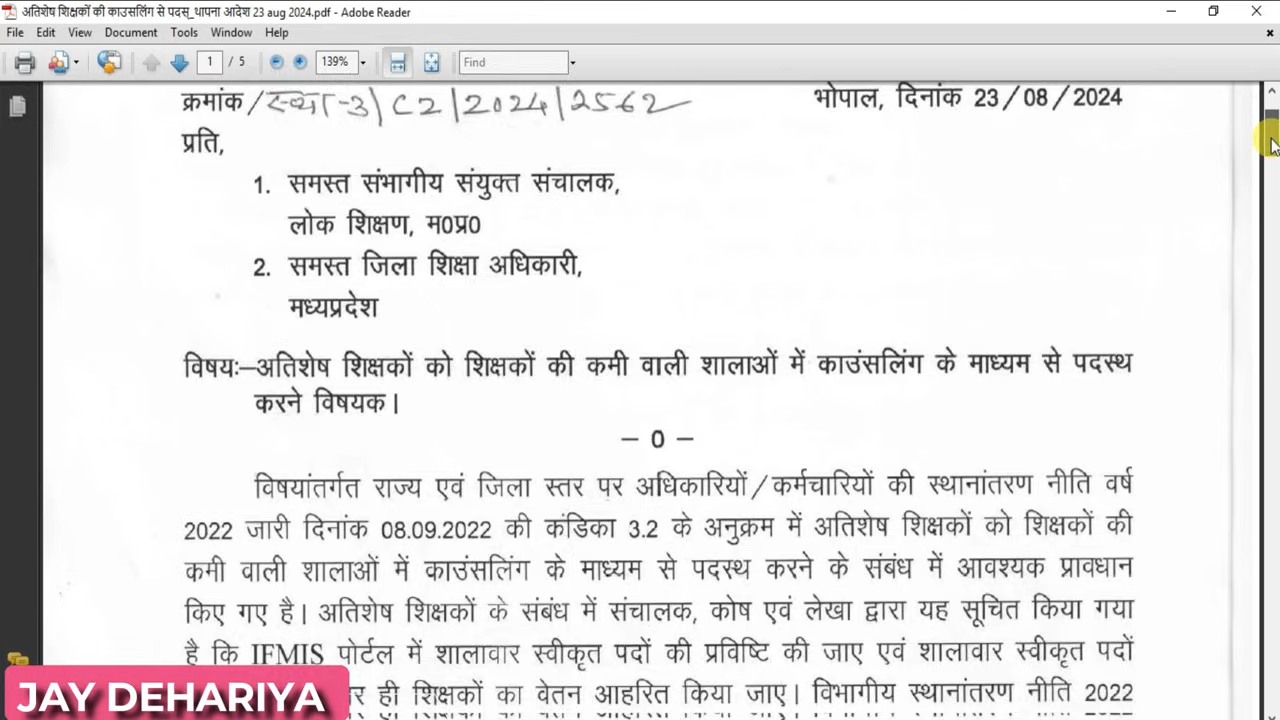 अतिशेष शिक्षकों की काउसलिंग से पदस्_थापना आदेश 23 aug 2024.pdf - Adobe Reader
File Edit View Document Tools Window Help
1 / 5 139% Find
क्रमांक/स्था-3/C2/2024/2562 भोपाल, दिनांक 23/08/2024
प्रति,
1. समस्त संभागीय संयुक्त संचालक,
लोक शिक्षण, म0प्र0
2. समस्त जिला शिक्षा अधिकारी,
मध्यप्रदेश
विषयः–अतिशेष शिक्षकों को शिक्षकों की कमी वाली शालाओं में काउंसलिंग के माध्यम से पदस्थ
करने विषयक।
– 0 –
विषयांतर्गत राज्य एवं जिला स्तर पर अधिकारियों/कर्मचारियों की स्थानांतरण नीति वर्ष
2022 जारी दिनांक 08.09.2022 की कंडिका 3.2 के अनुक्रम में अतिशेष शिक्षकों को शिक्षकों की
कमी वाली शालाओं में काउंसलिंग के माध्यम से पदस्थ करने के संबंध में आवश्यक प्रावधान
किए गए है। अतिशेष शिक्षकों के संबंध में संचालक, कोष एवं लेखा द्वारा यह सूचित किया गया
है कि IFMIS पोर्टल में शालावार स्वीकृत पदों की प्रविष्टि की जाए एवं शालावार स्वीकृत पदों
ही शिक्षकों का वेतन आहरित किया जाए। विभागीय स्थानांतरण नीति 2022
JAY DEHARIYA